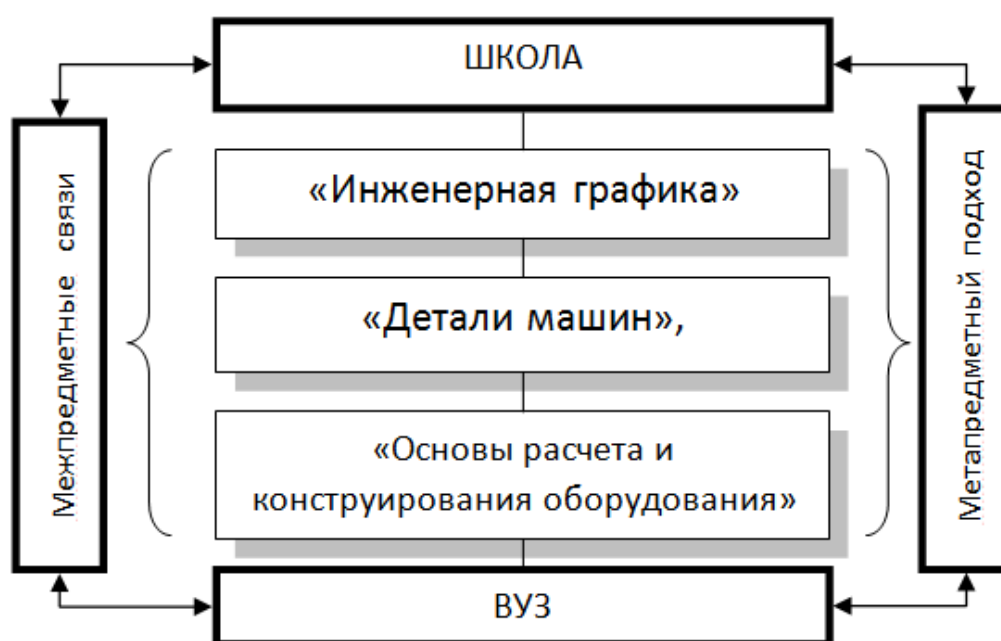 ШКОЛА
Межпредметные связи
«Инженерная графика»
«Детали машин»,
«Основы расчета и
конструирования оборудования»
Метапредметный подход
ВУЗ